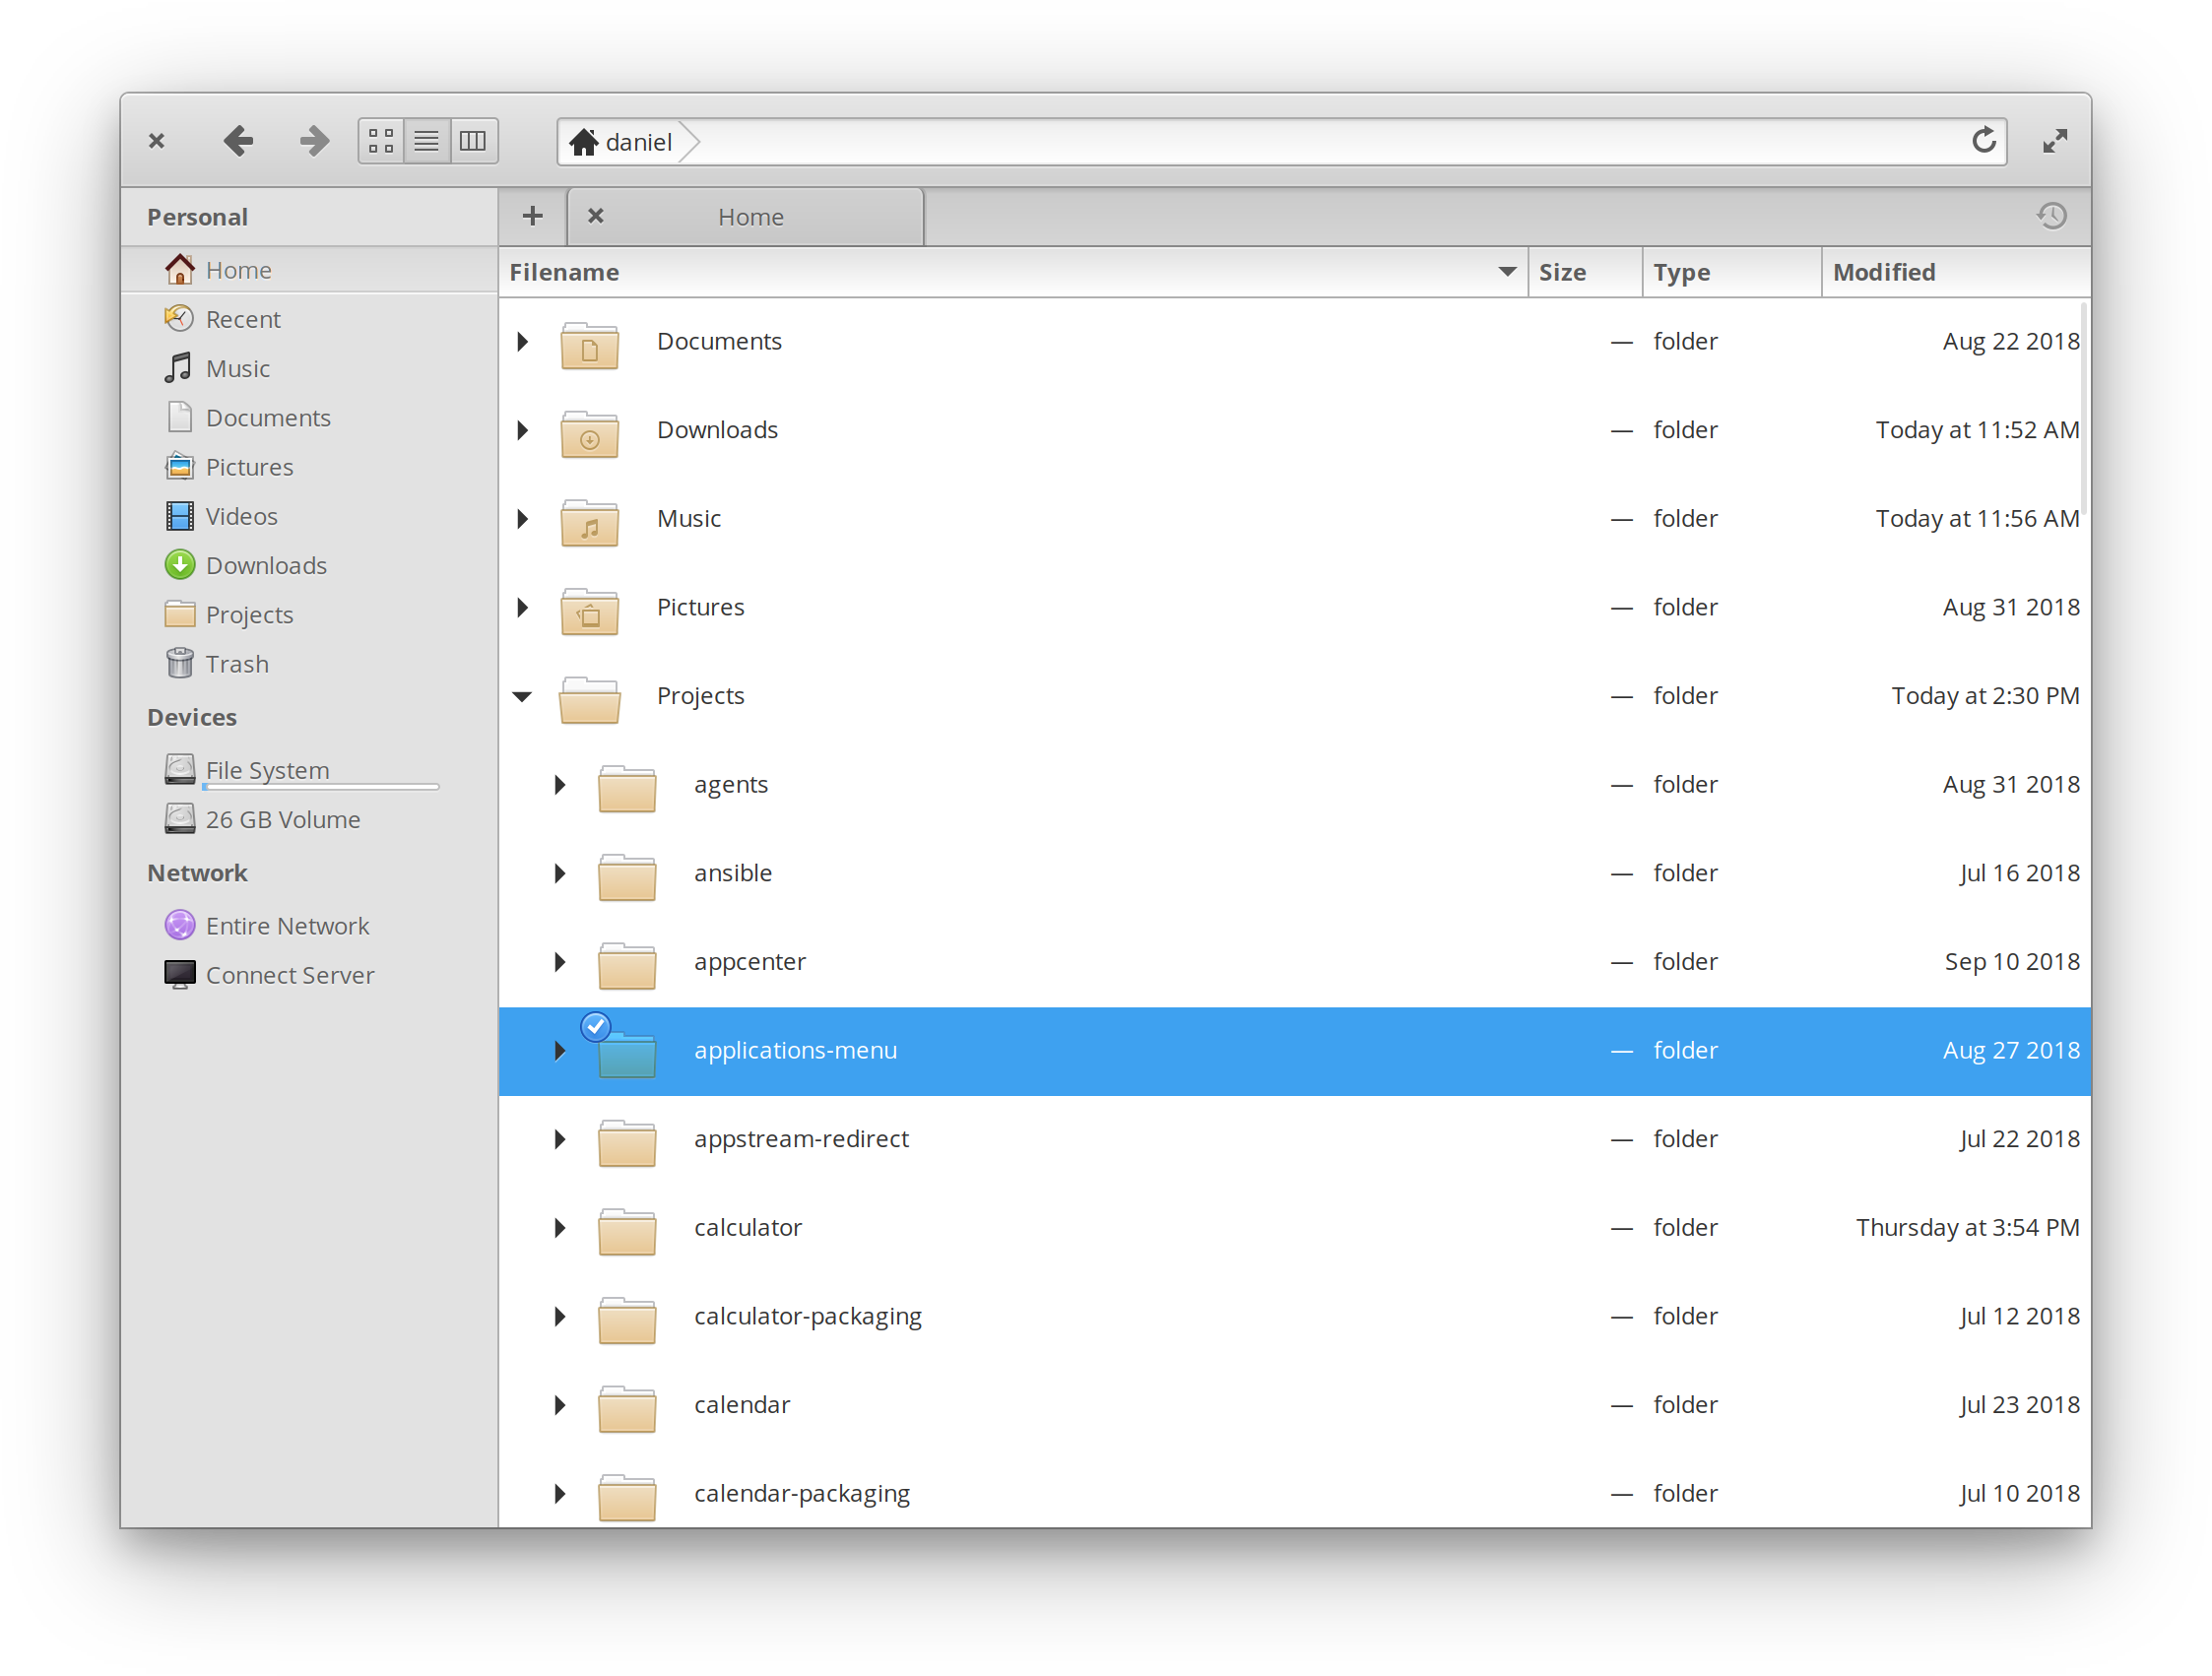 daniel
Personal
Home
Home
Recent
Music
Documents
Pictures
Videos
Downloads
Projects
Trash
Devices
File System
26 GB Volume
Network
Entire Network
Connect Server
Filename Size Type Modified
Documents — folder Aug 22 2018
Downloads — folder Today at 11:52 AM
Music — folder Today at 11:56 AM
Pictures — folder Aug 31 2018
Projects — folder Today at 2:30 PM
agents — folder Aug 31 2018
ansible — folder Jul 16 2018
appcenter — folder Sep 10 2018
applications-menu — folder Aug 27 2018
appstream-redirect — folder Jul 22 2018
calculator — folder Thursday at 3:54 PM
calculator-packaging — folder Jul 12 2018
calendar — folder Jul 23 2018
calendar-packaging — folder Jul 10 2018